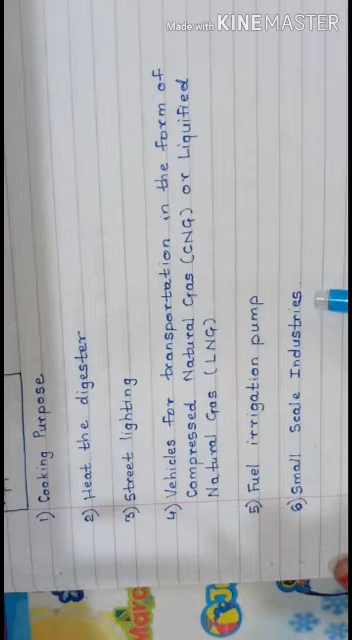 Made with KINEMASTER
1) Cooking Purpose
2) Heat the digester
3) Street lighting
4) Vehicles for transportation in the form of
Compressed Natural Gas (CNG) or Liquified
Natural Gas (LNG)
5) Fuel irrigation pump
6) Small Scale Industries